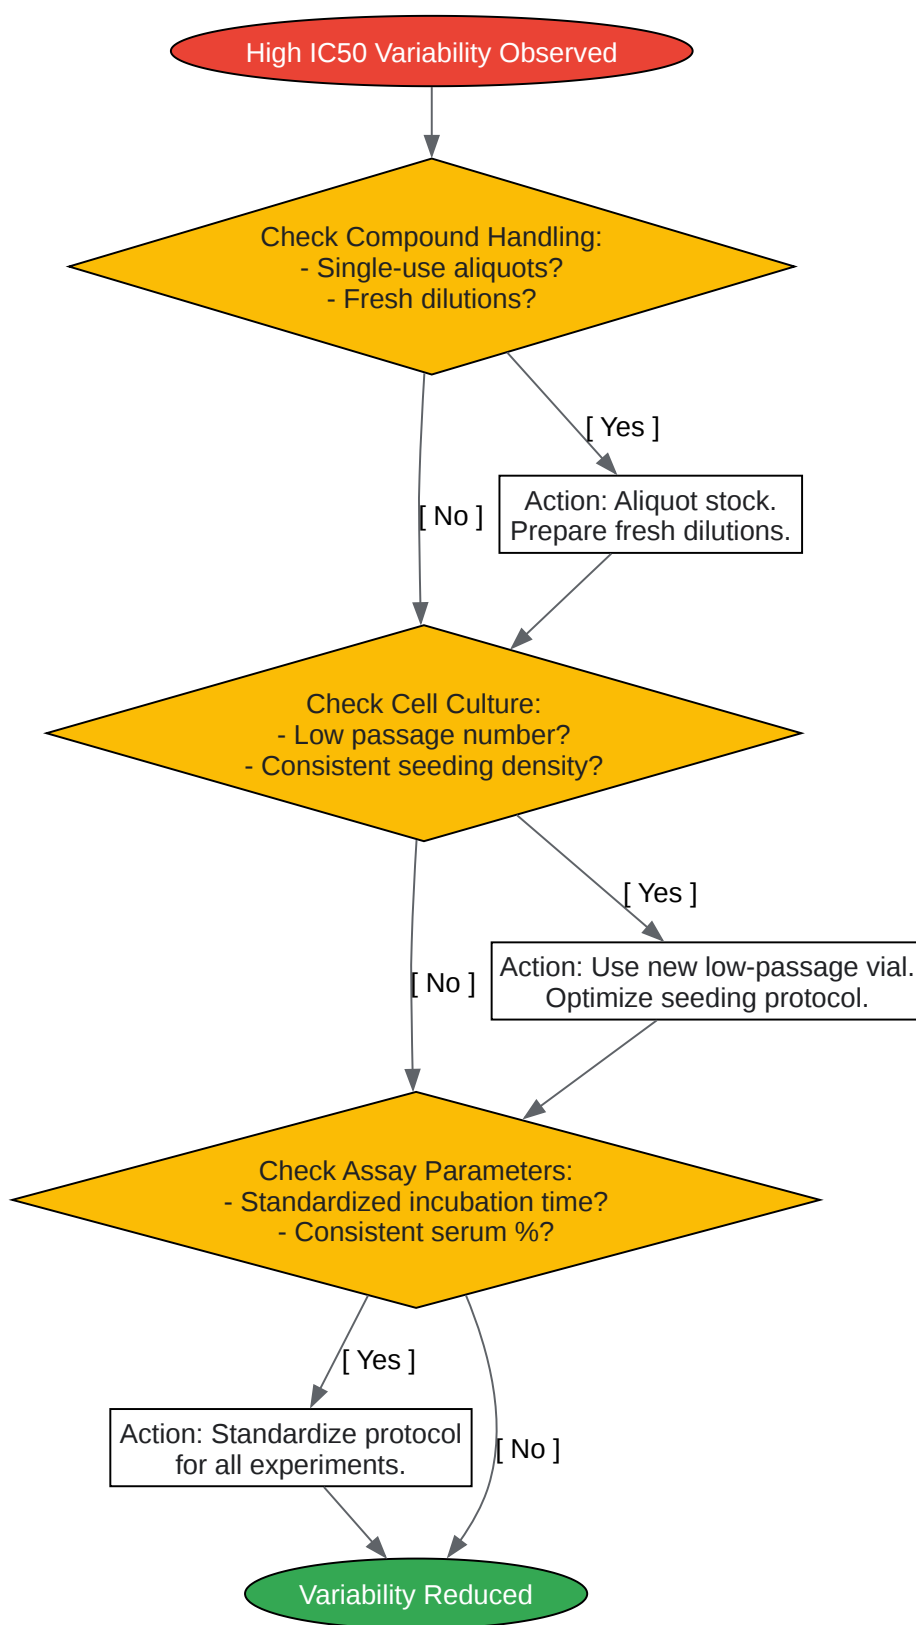 High IC50 Variability Observed
Check Compound Handling:
- Single-use aliquots?
- Fresh dilutions?
[ Yes ]
[ No ]
Action: Aliquot stock.
Prepare fresh dilutions.
Check Cell Culture:
- Low passage number?
- Consistent seeding density?
[ Yes ]
[ No ]
Action: Use new low-passage vial.
Optimize seeding protocol.
Check Assay Parameters:
- Standardized incubation time?
- Consistent serum %?
[ Yes ]
Action: Standardize protocol
for all experiments.
[ No ]
Variability Reduced